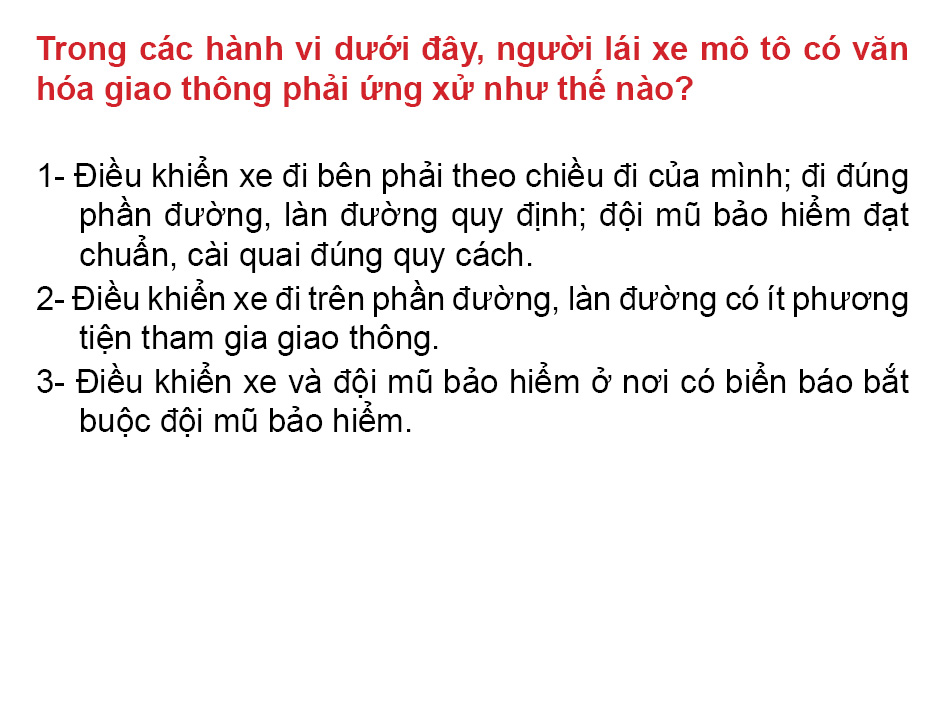 Trong các hành vi dưới đây, người lái xe mô tô có văn
hóa giao thông phải ứng xử như thế nào?
1- Điều khiển xe đi bên phải theo chiều đi của mình; đi đúng
phần đường, làn đường quy định; đội mũ bảo hiểm đạt
chuẩn, cài quai đúng quy cách.
2- Điều khiển xe đi trên phần đường, làn đường có ít phương
tiện tham gia giao thông.
3- Điều khiển xe và đội mũ bảo hiểm ở nơi có biển báo bắt
buộc đội mũ bảo hiểm.